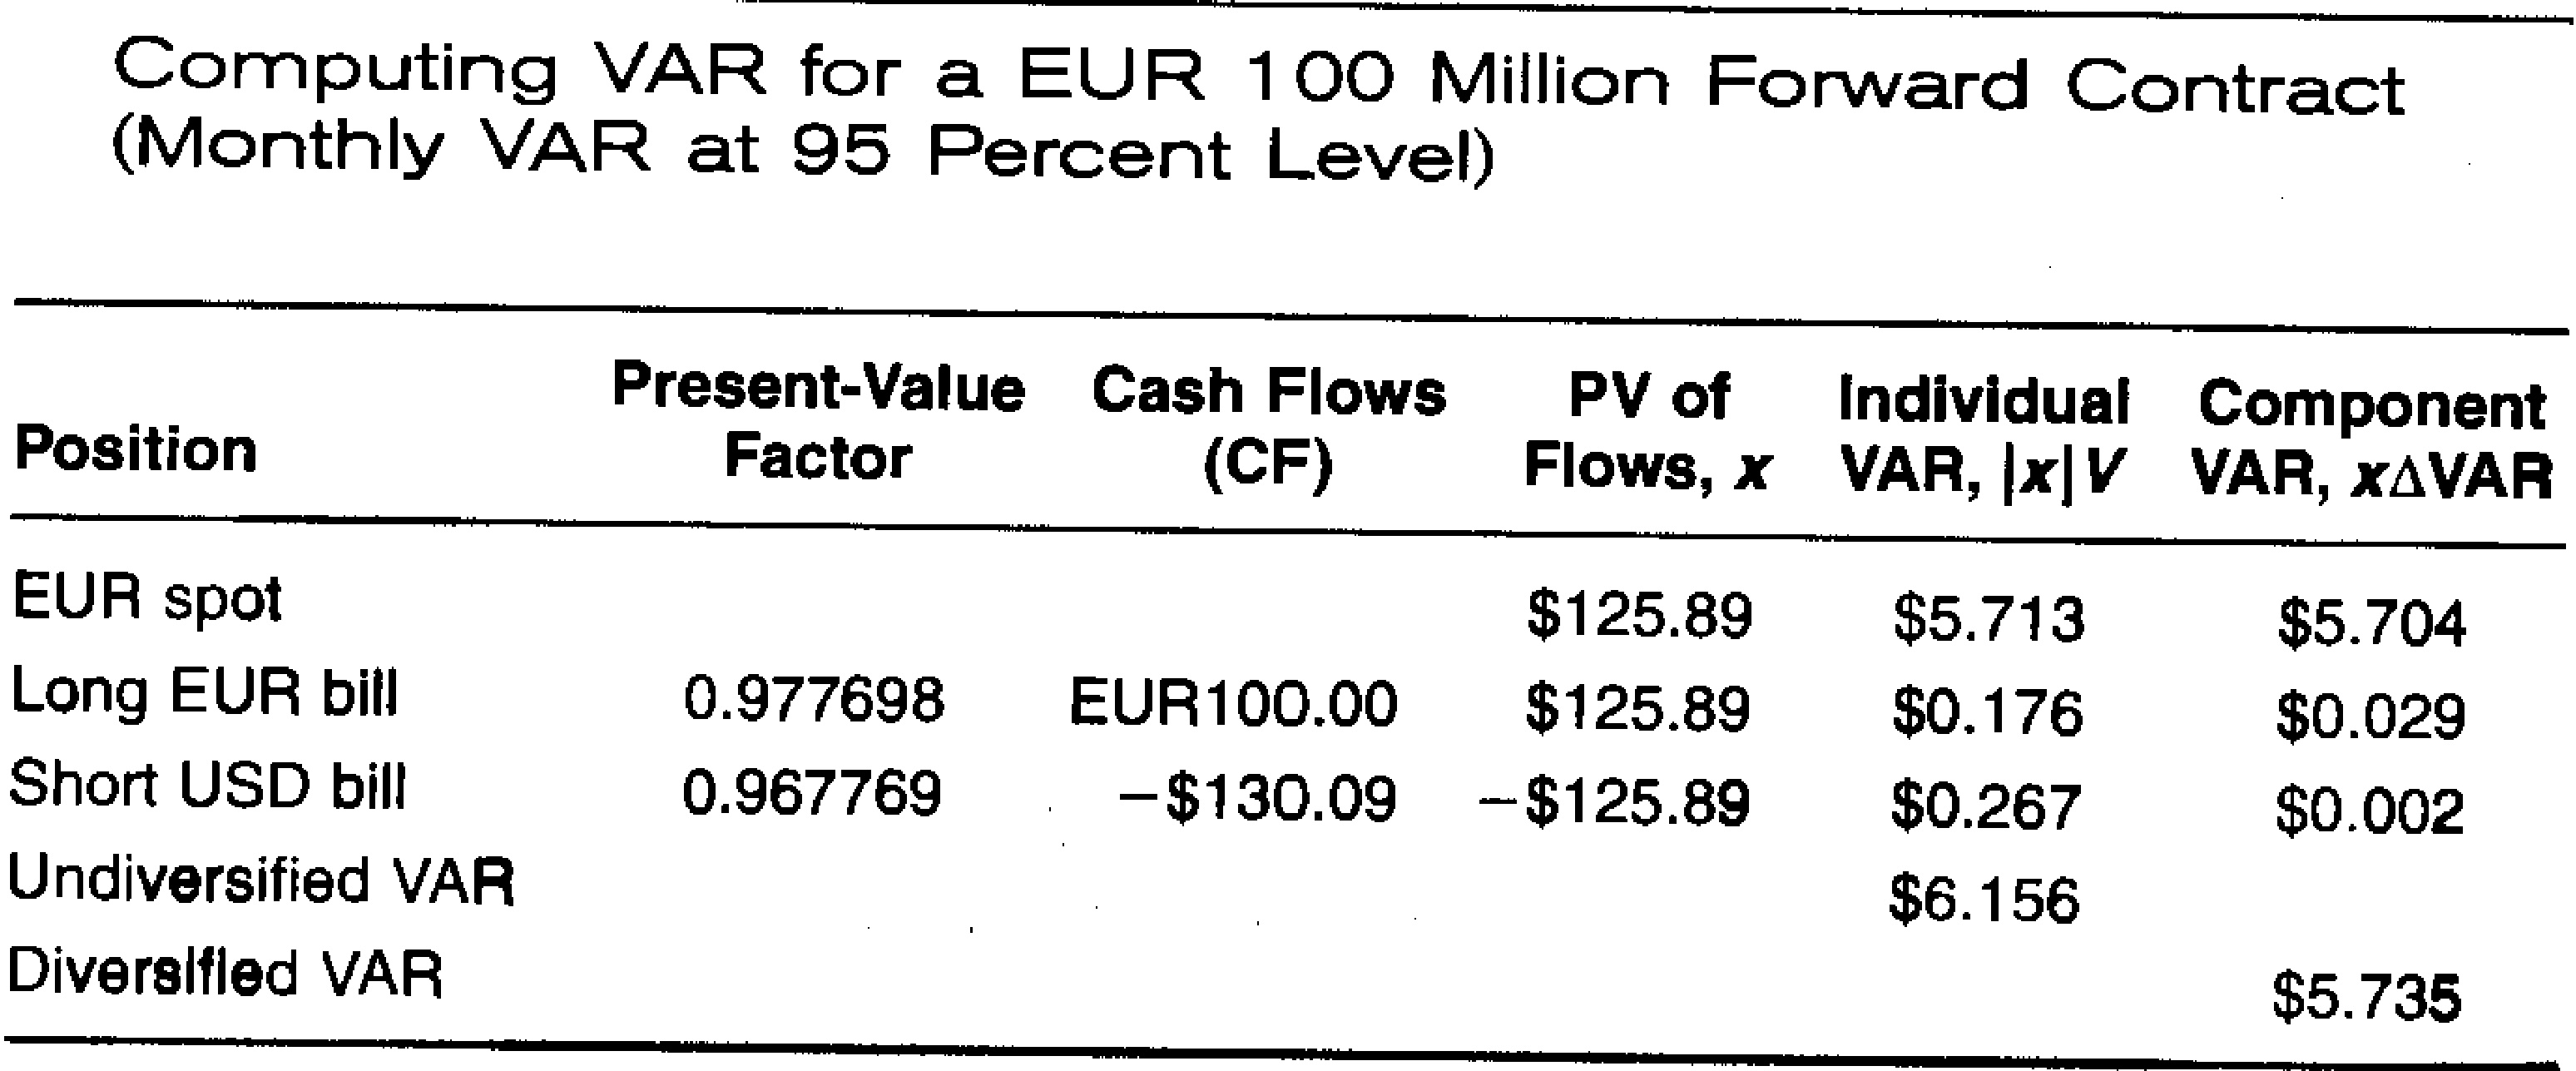 Computing VAR for a EUR 100 Million Forward Contract
(Monthly VAR at 95 Percent Level)
Position Present-Value Factor Cash Flows (CF) PV of Flows, x Individual VAR, |x|V Component VAR, x∆VAR
EUR spot $125.89 $5.713 $5.704
Long EUR bill 0.977698 EUR100.00 $125.89 $0.176 $0.029
Short USD bill 0.967769 −$130.09 −$125.89 $0.267 $0.002
Undiversified VAR $6.156
Diversified VAR $5.735